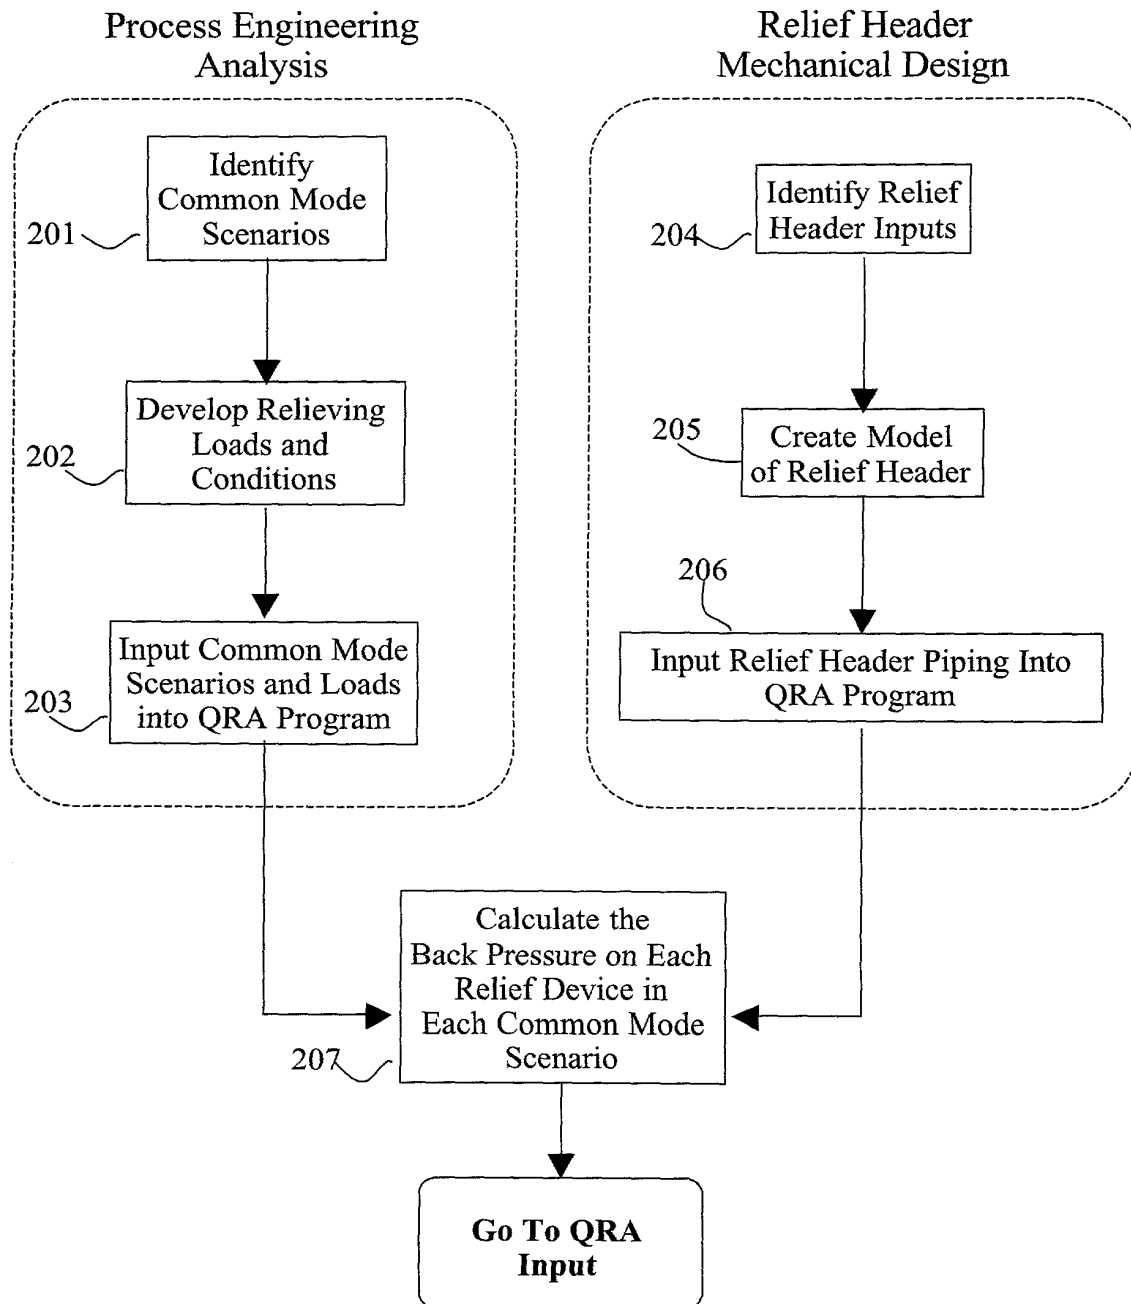 Process Engineering
Analysis
Relief Header
Mechanical Design
Identify
Common Mode
Scenarios
201
Develop Relieving
Loads and
Conditions
202
Input Common Mode
Scenarios and Loads
into QRA Program
203
Identify Relief
Header Inputs
204
Create Model
of Relief Header
205
206
Input Relief Header Piping Into
QRA Program
Calculate the
Back Pressure on Each
Relief Device in
Each Common Mode
Scenario
207
Go To QRA
Input